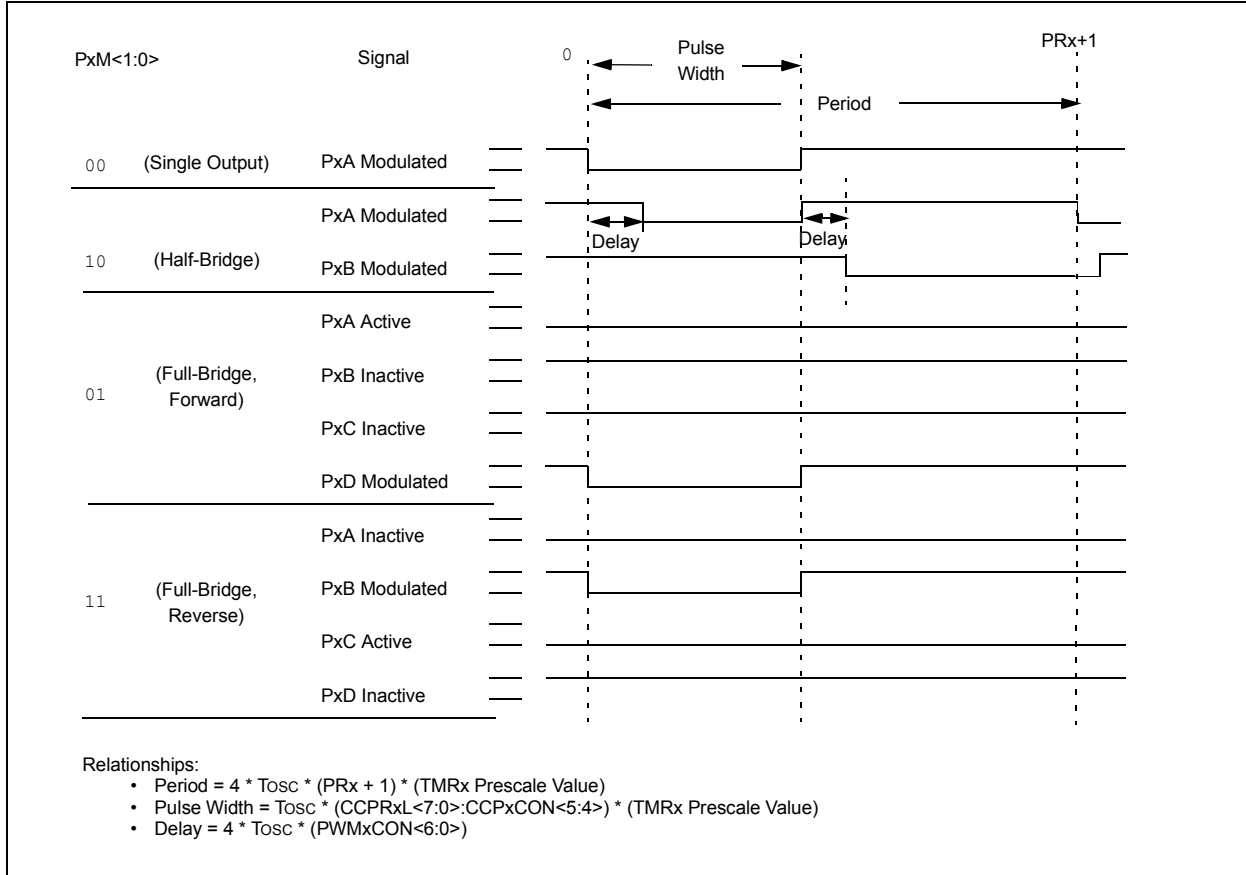 PxM<1:0>
Signal
0
Pulse
Width
PRx+1
Period
00
(Single Output)
PxA Modulated
PxA Modulated
Delay
Delay
10
(Half-Bridge)
PxB Modulated
PxA Active
01
(Full-Bridge,
Forward)
PxB Inactive
PxC Inactive
PxD Modulated
PxA Inactive
11
(Full-Bridge,
Reverse)
PxB Modulated
PxC Active
PxD Inactive
Relationships:
• Period = 4 * TOSC * (PRx + 1) * (TMRx Prescale Value)
• Pulse Width = TOSC * (CCPRxL<7:0>:CCPxCON<5:4>) * (TMRx Prescale Value)
• Delay = 4 * TOSC * (PWMxCON<6:0>)